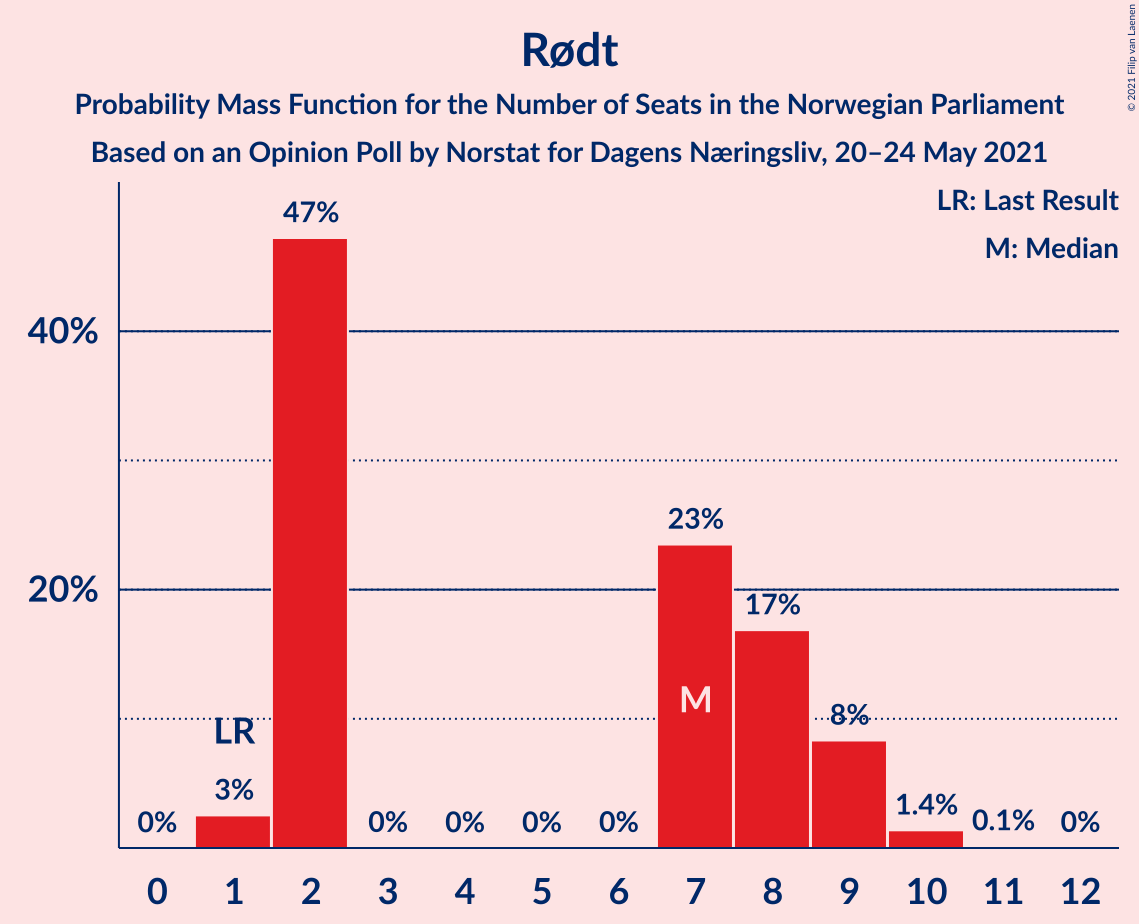 Rødt
Probability Mass Function for the Number of Seats in the Norwegian Parliament
Based on an Opinion Poll by Norstat for Dagens Næringsliv, 20–24 May 2021
© 2021 Filip van Laenen
LR: Last Result
M: Median
40%
20%
0%
LR
3%
47%
0%
0%
0%
0%
23%
M
17%
8%
1.4%
0.1%
0%
0 1 2 3 4 5 6 7 8 9 10 11 12